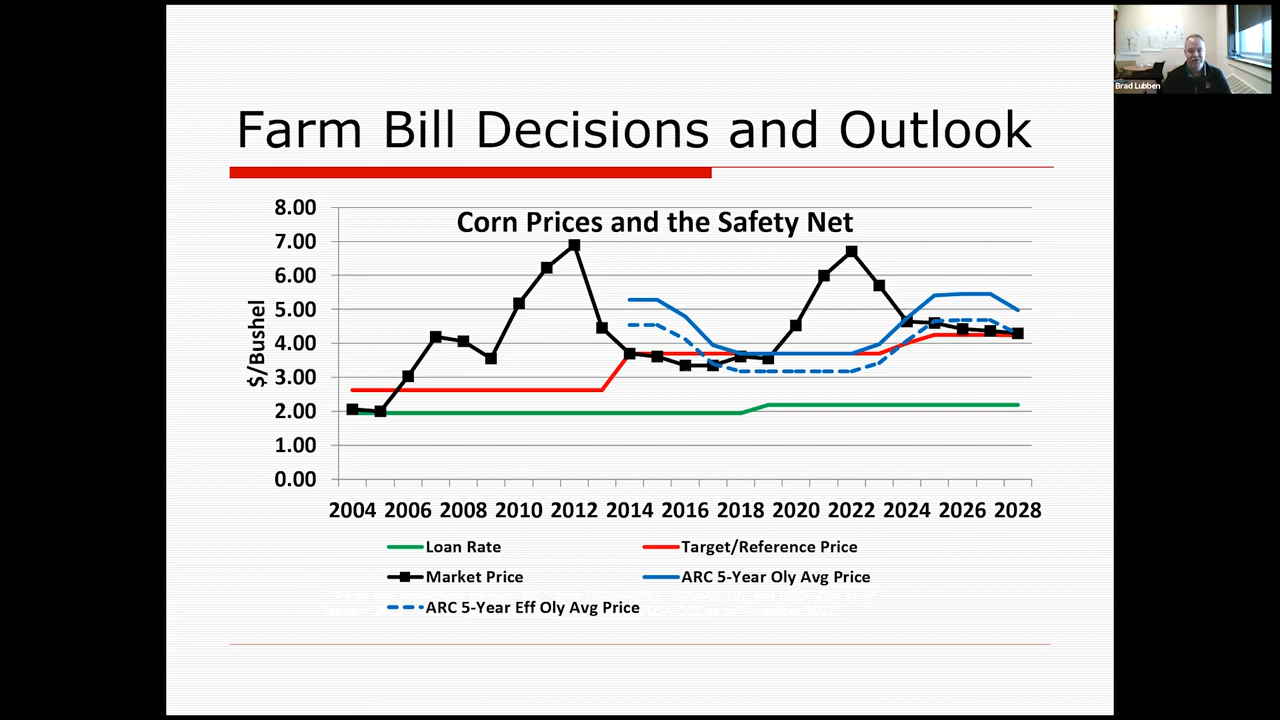 Brad Lubben
Farm Bill Decisions and Outlook
Corn Prices and the Safety Net
8.00
7.00
6.00
5.00
4.00
3.00
2.00
1.00
0.00
$/Bushel
2004 2006 2008 2010 2012 2014 2016 2018 2020 2022 2024 2026 2028
Loan Rate Target/Reference Price
Market Price ARC 5-Year Oly Avg Price
ARC 5-Year Eff Oly Avg Price